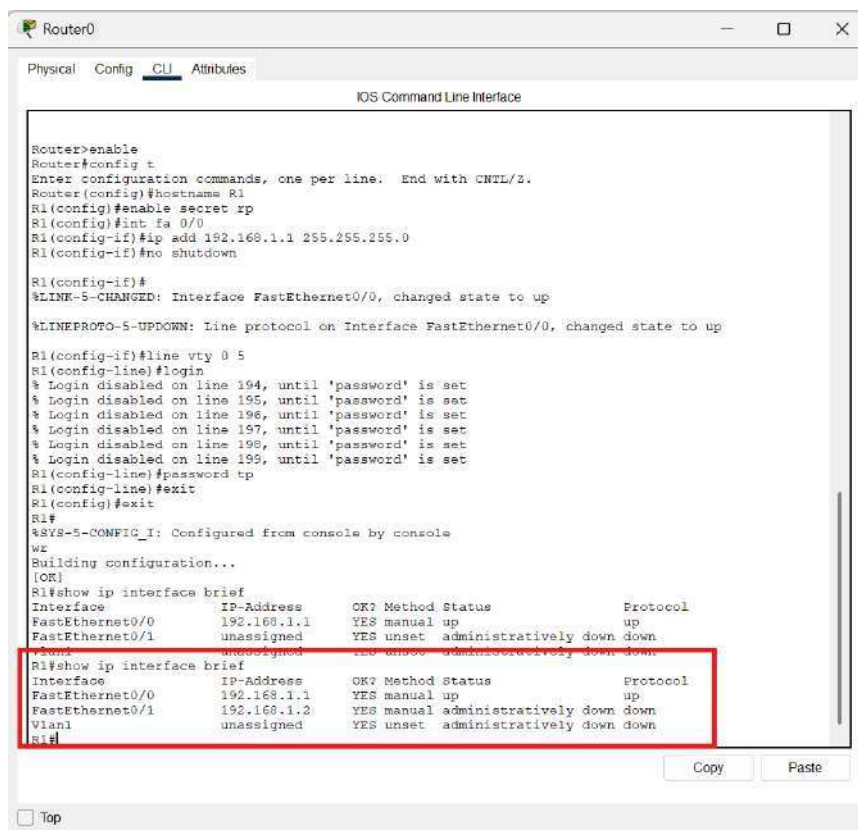 Router0
Physical Config CLI Attributes
IOS Command Line Interface
Router>enable
Router#config t
Enter configuration commands, one per line. End with CNTL/Z.
Router(config)#hostname R1
R1(config)#enable secret rp
R1(config)#int fa 0/0
R1(config-if)#ip add 192.168.1.1 255.255.255.0
R1(config-if)#no shutdown
R1(config-if)#
%LINK-5-CHANGED: Interface FastEthernet0/0, changed state to up
%LINEPROTO-5-UPDOWN: Line protocol on Interface FastEthernet0/0, changed state to up
R1(config-if)#line vty 0 5
R1(config-line)#login
% Login disabled on line 194, until 'password' is set
% Login disabled on line 195, until 'password' is set
% Login disabled on line 196, until 'password' is set
% Login disabled on line 197, until 'password' is set
% Login disabled on line 198, until 'password' is set
% Login disabled on line 199, until 'password' is set
R1(config-line)#password tp
R1(config-line)#exit
R1(config)#exit
R1#
%SYS-5-CONFIG_I: Configured from console by console
wr
Building configuration...
[OK]
R1#show ip interface brief
Interface IP-Address OK? Method Status Protocol
FastEthernet0/0 192.168.1.1 YES manual up up
FastEthernet0/1 unassigned YES unset administratively down down
Vlan1 unassigned YES unset administratively down down
R1#show ip interface brief
Interface IP-Address OK? Method Status Protocol
FastEthernet0/0 192.168.1.1 YES manual up up
FastEthernet0/1 192.168.1.2 YES manual administratively down down
Vlan1 unassigned YES unset administratively down down
R1#
Copy Paste
Top